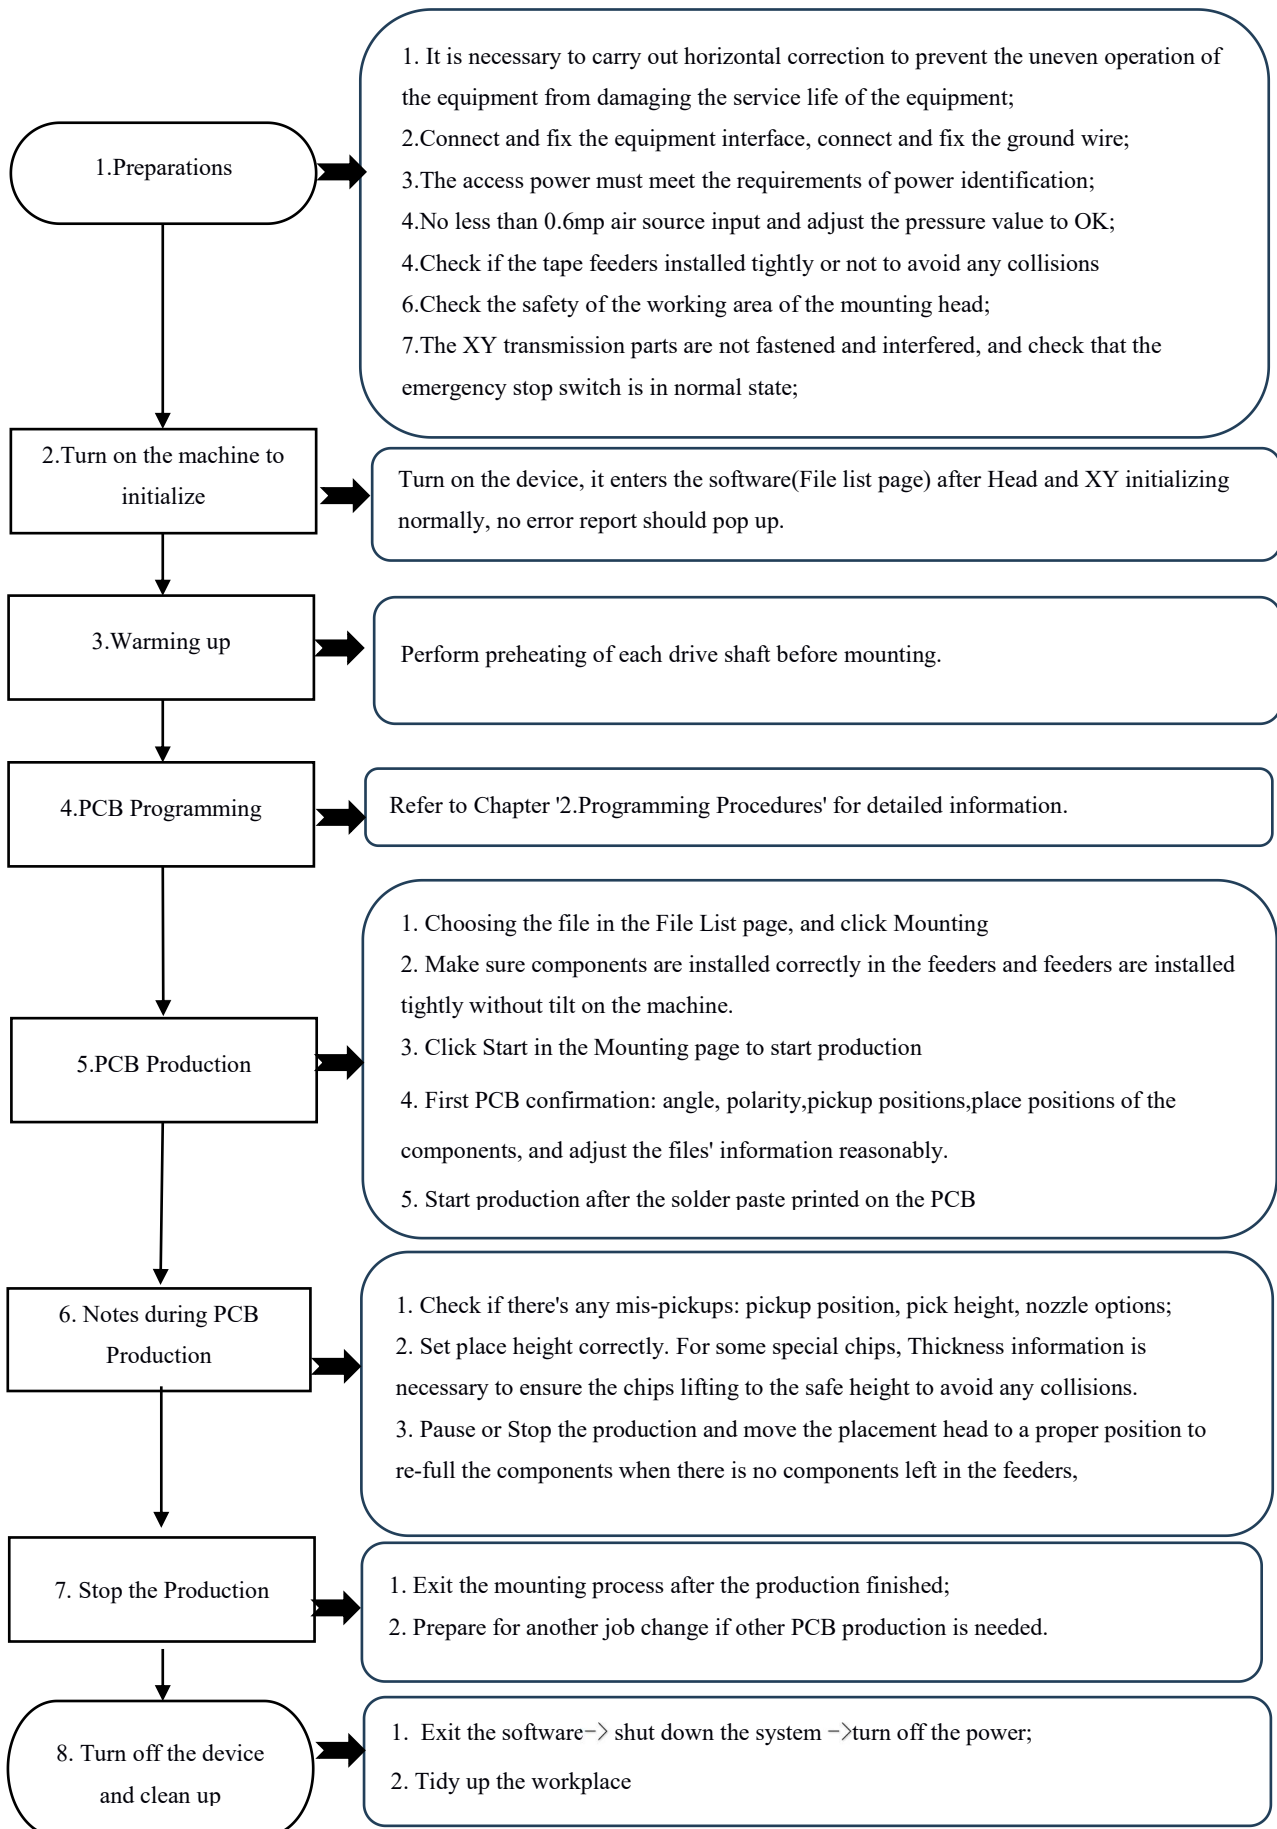 1.Preparations
1. It is necessary to carry out horizontal correction to prevent the uneven operation of
the equipment from damaging the service life of the equipment;
2.Connect and fix the equipment interface, connect and fix the ground wire;
3.The access power must meet the requirements of power identification;
4.No less than 0.6mp air source input and adjust the pressure value to OK;
4.Check if the tape feeders installed tightly or not to avoid any collisions
6.Check the safety of the working area of the mounting head;
7.The XY transmission parts are not fastened and interfered, and check that the
emergency stop switch is in normal state;
2.Turn on the machine to
initialize
Turn on the device, it enters the software(File list page) after Head and XY initializing
normally, no error report should pop up.
3.Warming up
Perform preheating of each drive shaft before mounting.
4.PCB Programming
Refer to Chapter '2.Programming Procedures' for detailed information.
5.PCB Production
1. Choosing the file in the File List page, and click Mounting
2. Make sure components are installed correctly in the feeders and feeders are installed
tightly without tilt on the machine.
3. Click Start in the Mounting page to start production
4. First PCB confirmation: angle, polarity,pickup positions,place positions of the
components, and adjust the files' information reasonably.
5. Start production after the solder paste printed on the PCB
6. Notes during PCB
Production
1. Check if there's any mis-pickups: pickup position, pick height, nozzle options;
2. Set place height correctly. For some special chips, Thickness information is
necessary to ensure the chips lifting to the safe height to avoid any collisions.
3. Pause or Stop the production and move the placement head to a proper position to
re-full the components when there is no components left in the feeders,
7. Stop the Production
1. Exit the mounting process after the production finished;
2. Prepare for another job change if other PCB production is needed.
8. Turn off the device
and clean up
1. Exit the software-> shut down the system ->turn off the power;
2. Tidy up the workplace